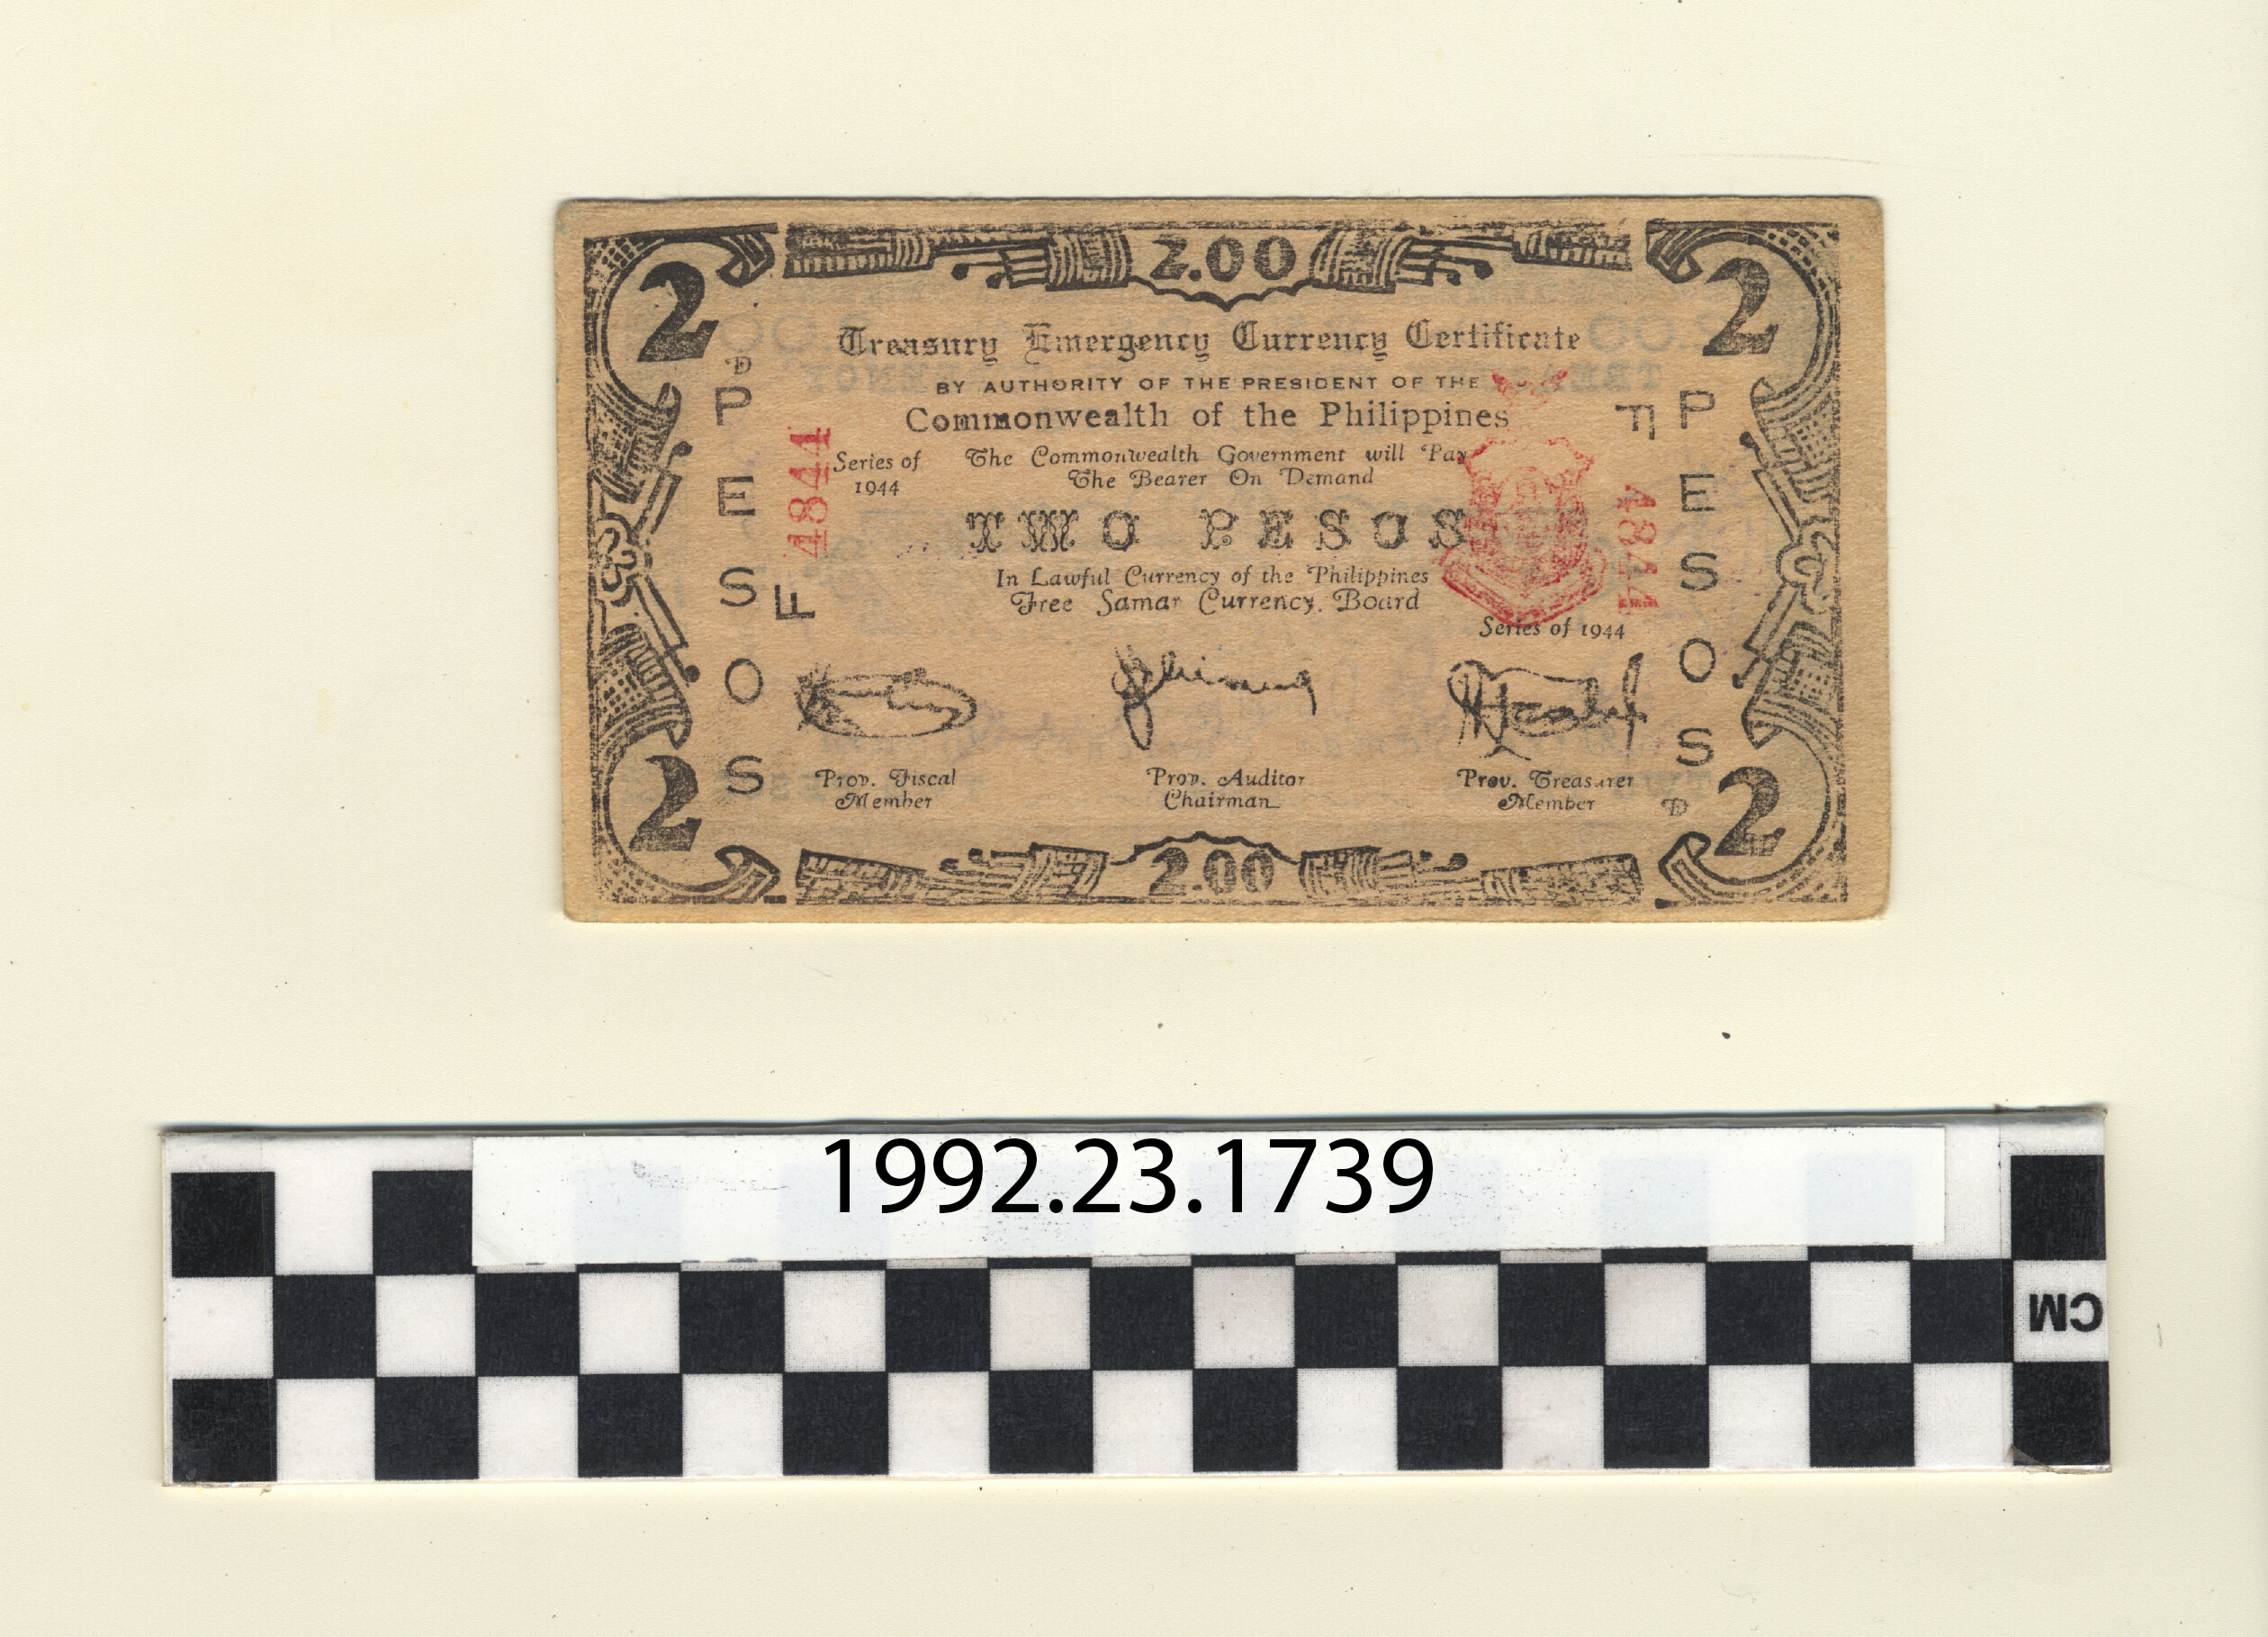 2 2.00 2
Treasury Emergency Currency Certificate
BY AUTHORITY OF THE PRESIDENT OF THE
Commonwealth of the Philippines
Series of
1944
The Commonwealth Government will Pay
The Bearer On Demand
TWO PESOS
In Lawful Currency of the Philippines
Free Samar Currency. Board
Series of 1944
D
PESOS
F 4844
F 4844
PESOS
D
Prov. Fiscal
Member
Prov. Auditor
Chairman
Prov. Treasurer
Member
2 2.00 2
1992.23.1739
CM